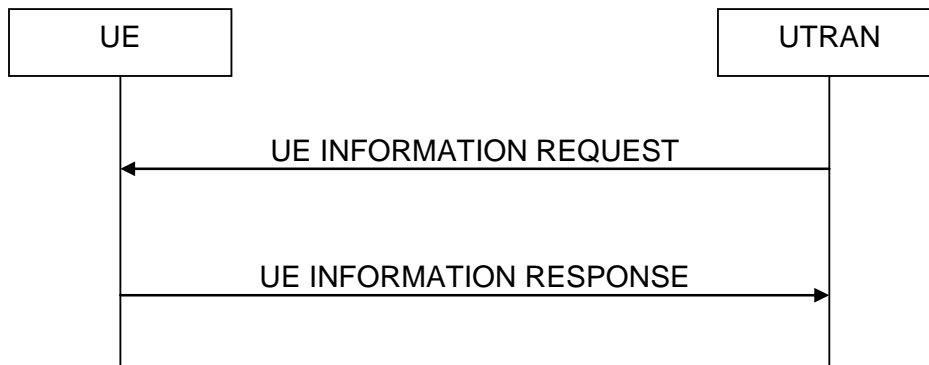 UE
UTRAN
UE INFORMATION REQUEST
UE INFORMATION RESPONSE